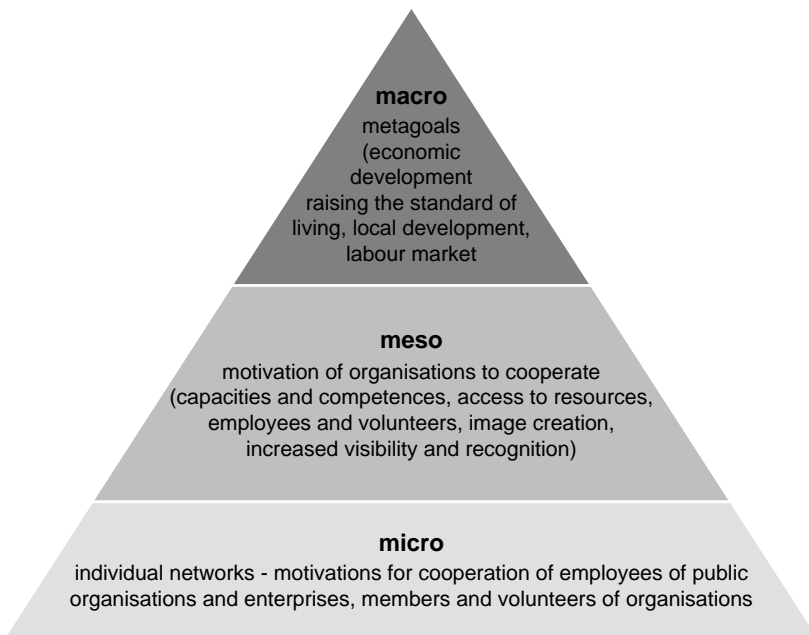 macro
metagoals
(economic
development
raising the standard of
living, local development,
labour market
meso
motivation of organisations to cooperate
(capacities and competences, access to resources,
employees and volunteers, image creation,
increased visibility and recognition)
micro
individual networks - motivations for cooperation of employees of public
organisations and enterprises, members and volunteers of organisations